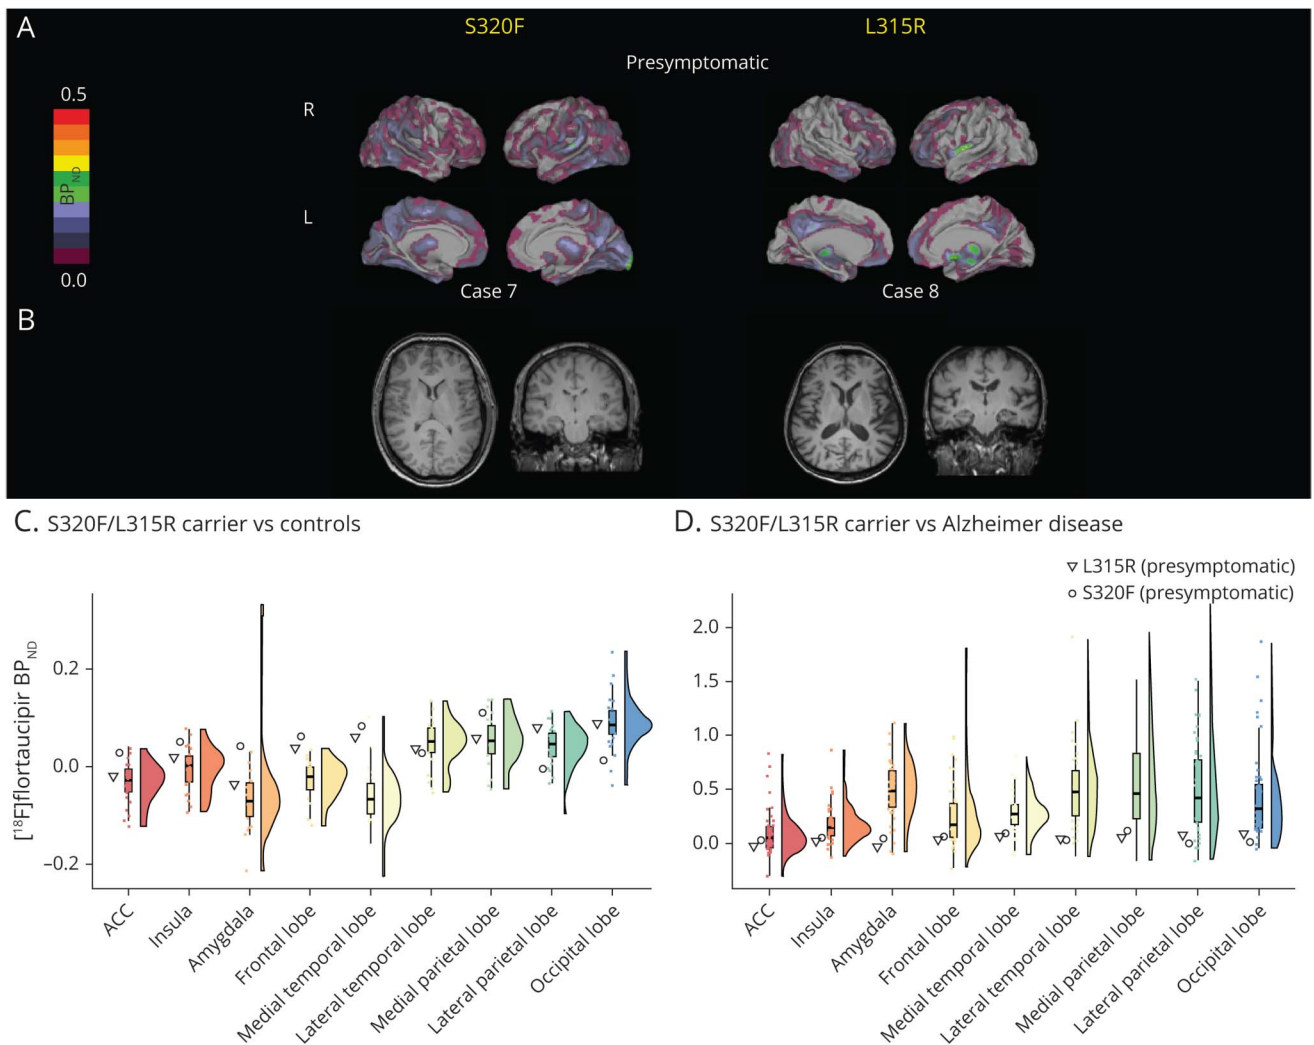 A
S320F
L315R
Presymptomatic
0.5
R
BP ND
L
0.0
Case 7
Case 8
B
C. S320F/L315R carrier vs controls
D. S320F/L315R carrier vs Alzheimer disease
L315R (presymptomatic)
S320F (presymptomatic)
[18F]flortaucipir BP ND
0.2
0.0
−0.2
ACC
Insula
Amygdala
Frontal lobe
Medial temporal lobe
Lateral temporal lobe
Medial parietal lobe
Lateral parietal lobe
Occipital lobe
2.0
1.5
1.0
0.5
0.0
ACC
Insula
Amygdala
Frontal lobe
Medial temporal lobe
Lateral temporal lobe
Medial parietal lobe
Lateral parietal lobe
Occipital lobe